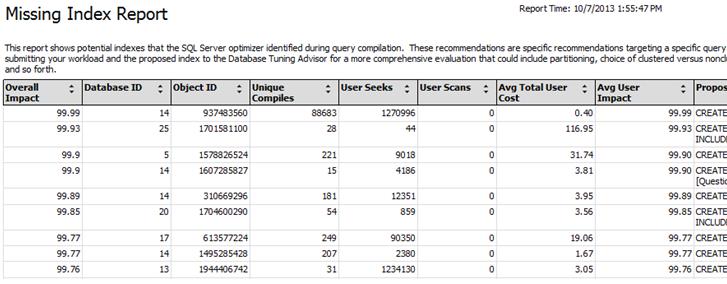 Missing Index Report
Report Time: 10/7/2013 1:55:47 PM
This report shows potential indexes that the SQL Server optimizer identified during query compilation. These recommendations are specific recommendations targeting a specific query
submitting your workload and the proposed index to the Database Tuning Advisor for a more comprehensive evaluation that could include partitioning, choice of clustered versus noncl
and so forth.
Overall Impact Database ID Object ID Unique Compiles User Seeks User Scans Avg Total User Cost Avg User Impact Propos
99.99 14 937483560 88683 1270996 0 0.40 99.99 CREATE
99.93 25 1701581100 28 44 0 116.95 99.93 CREATE
INCLUDE
99.9 5 1578826524 221 9018 0 31.74 99.90 CREATE
99.9 14 1607285827 15 4186 0 3.81 99.90 CREATE
[Questio
99.89 14 310669296 181 12351 0 3.95 99.89 CREATE
99.85 20 1704600290 54 859 0 3.56 99.85 CREATE
INCLUDE
99.77 17 613577224 249 90350 0 19.06 99.77 CREATE
99.77 14 1495285428 207 2380 0 1.67 99.77 CREATE
99.76 13 1944406742 31 1234130 0 3.05 99.76 CREATE